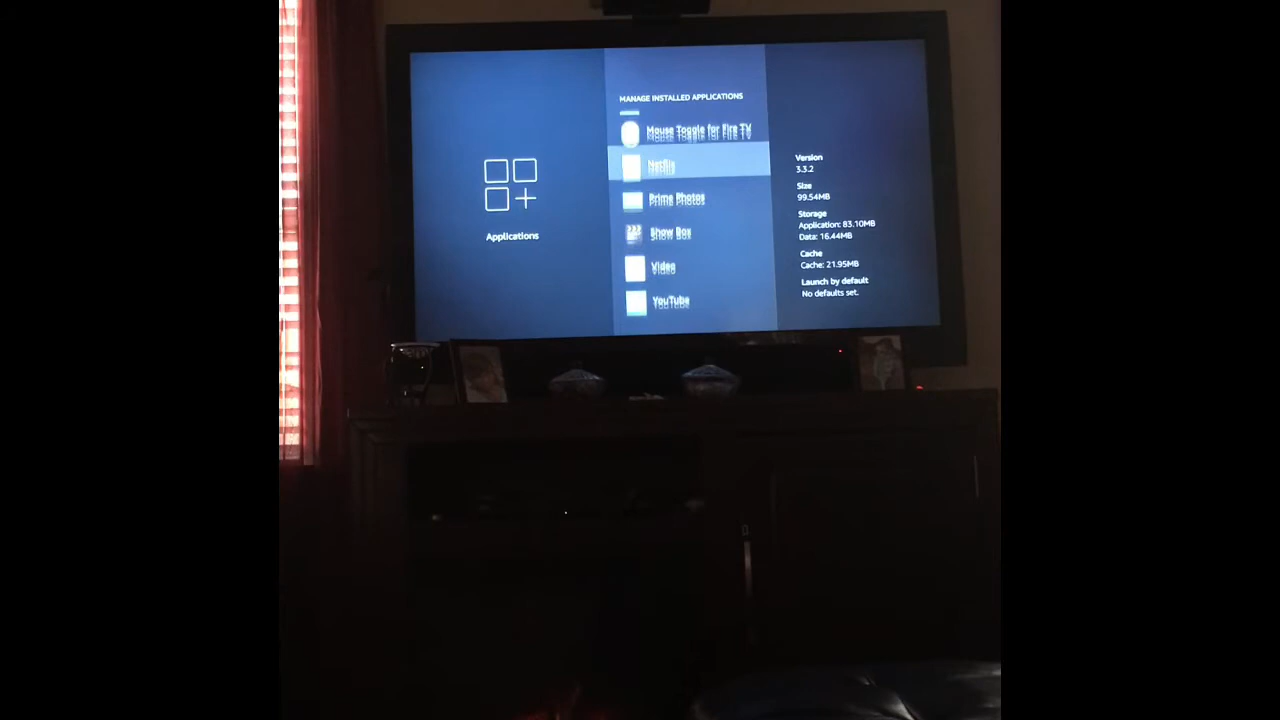 MANAGE INSTALLED APPLICATIONS
Mouse Toggle for Fire TV
Netflix
Prime Photos
Show Box
Video
YouTube
Applications
Version
3.3.2
Size
99.54MB
Storage
Application: 83.10MB
Data: 16.44MB
Cache
Cache: 21.95MB
Launch by default
No defaults set.